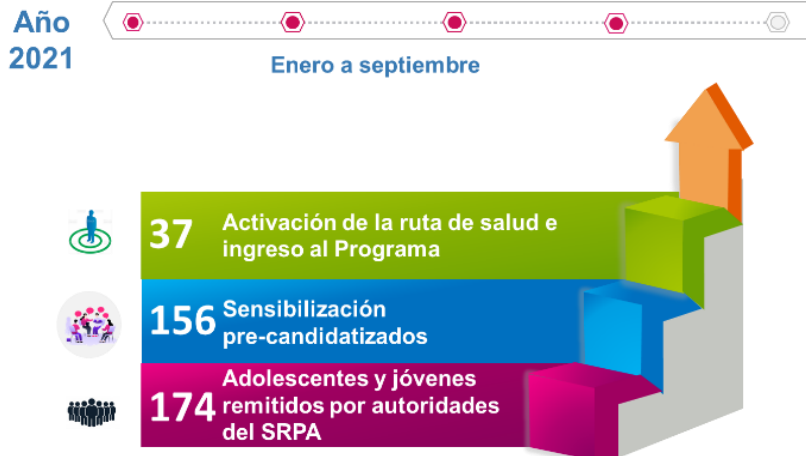 Año
2021
Enero a septiembre
37
Activación de la ruta de salud e
ingreso al Programa
156
Sensibilización
pre-candidatizados
174
Adolescentes y jóvenes
remitidos por autoridades
del SRPA